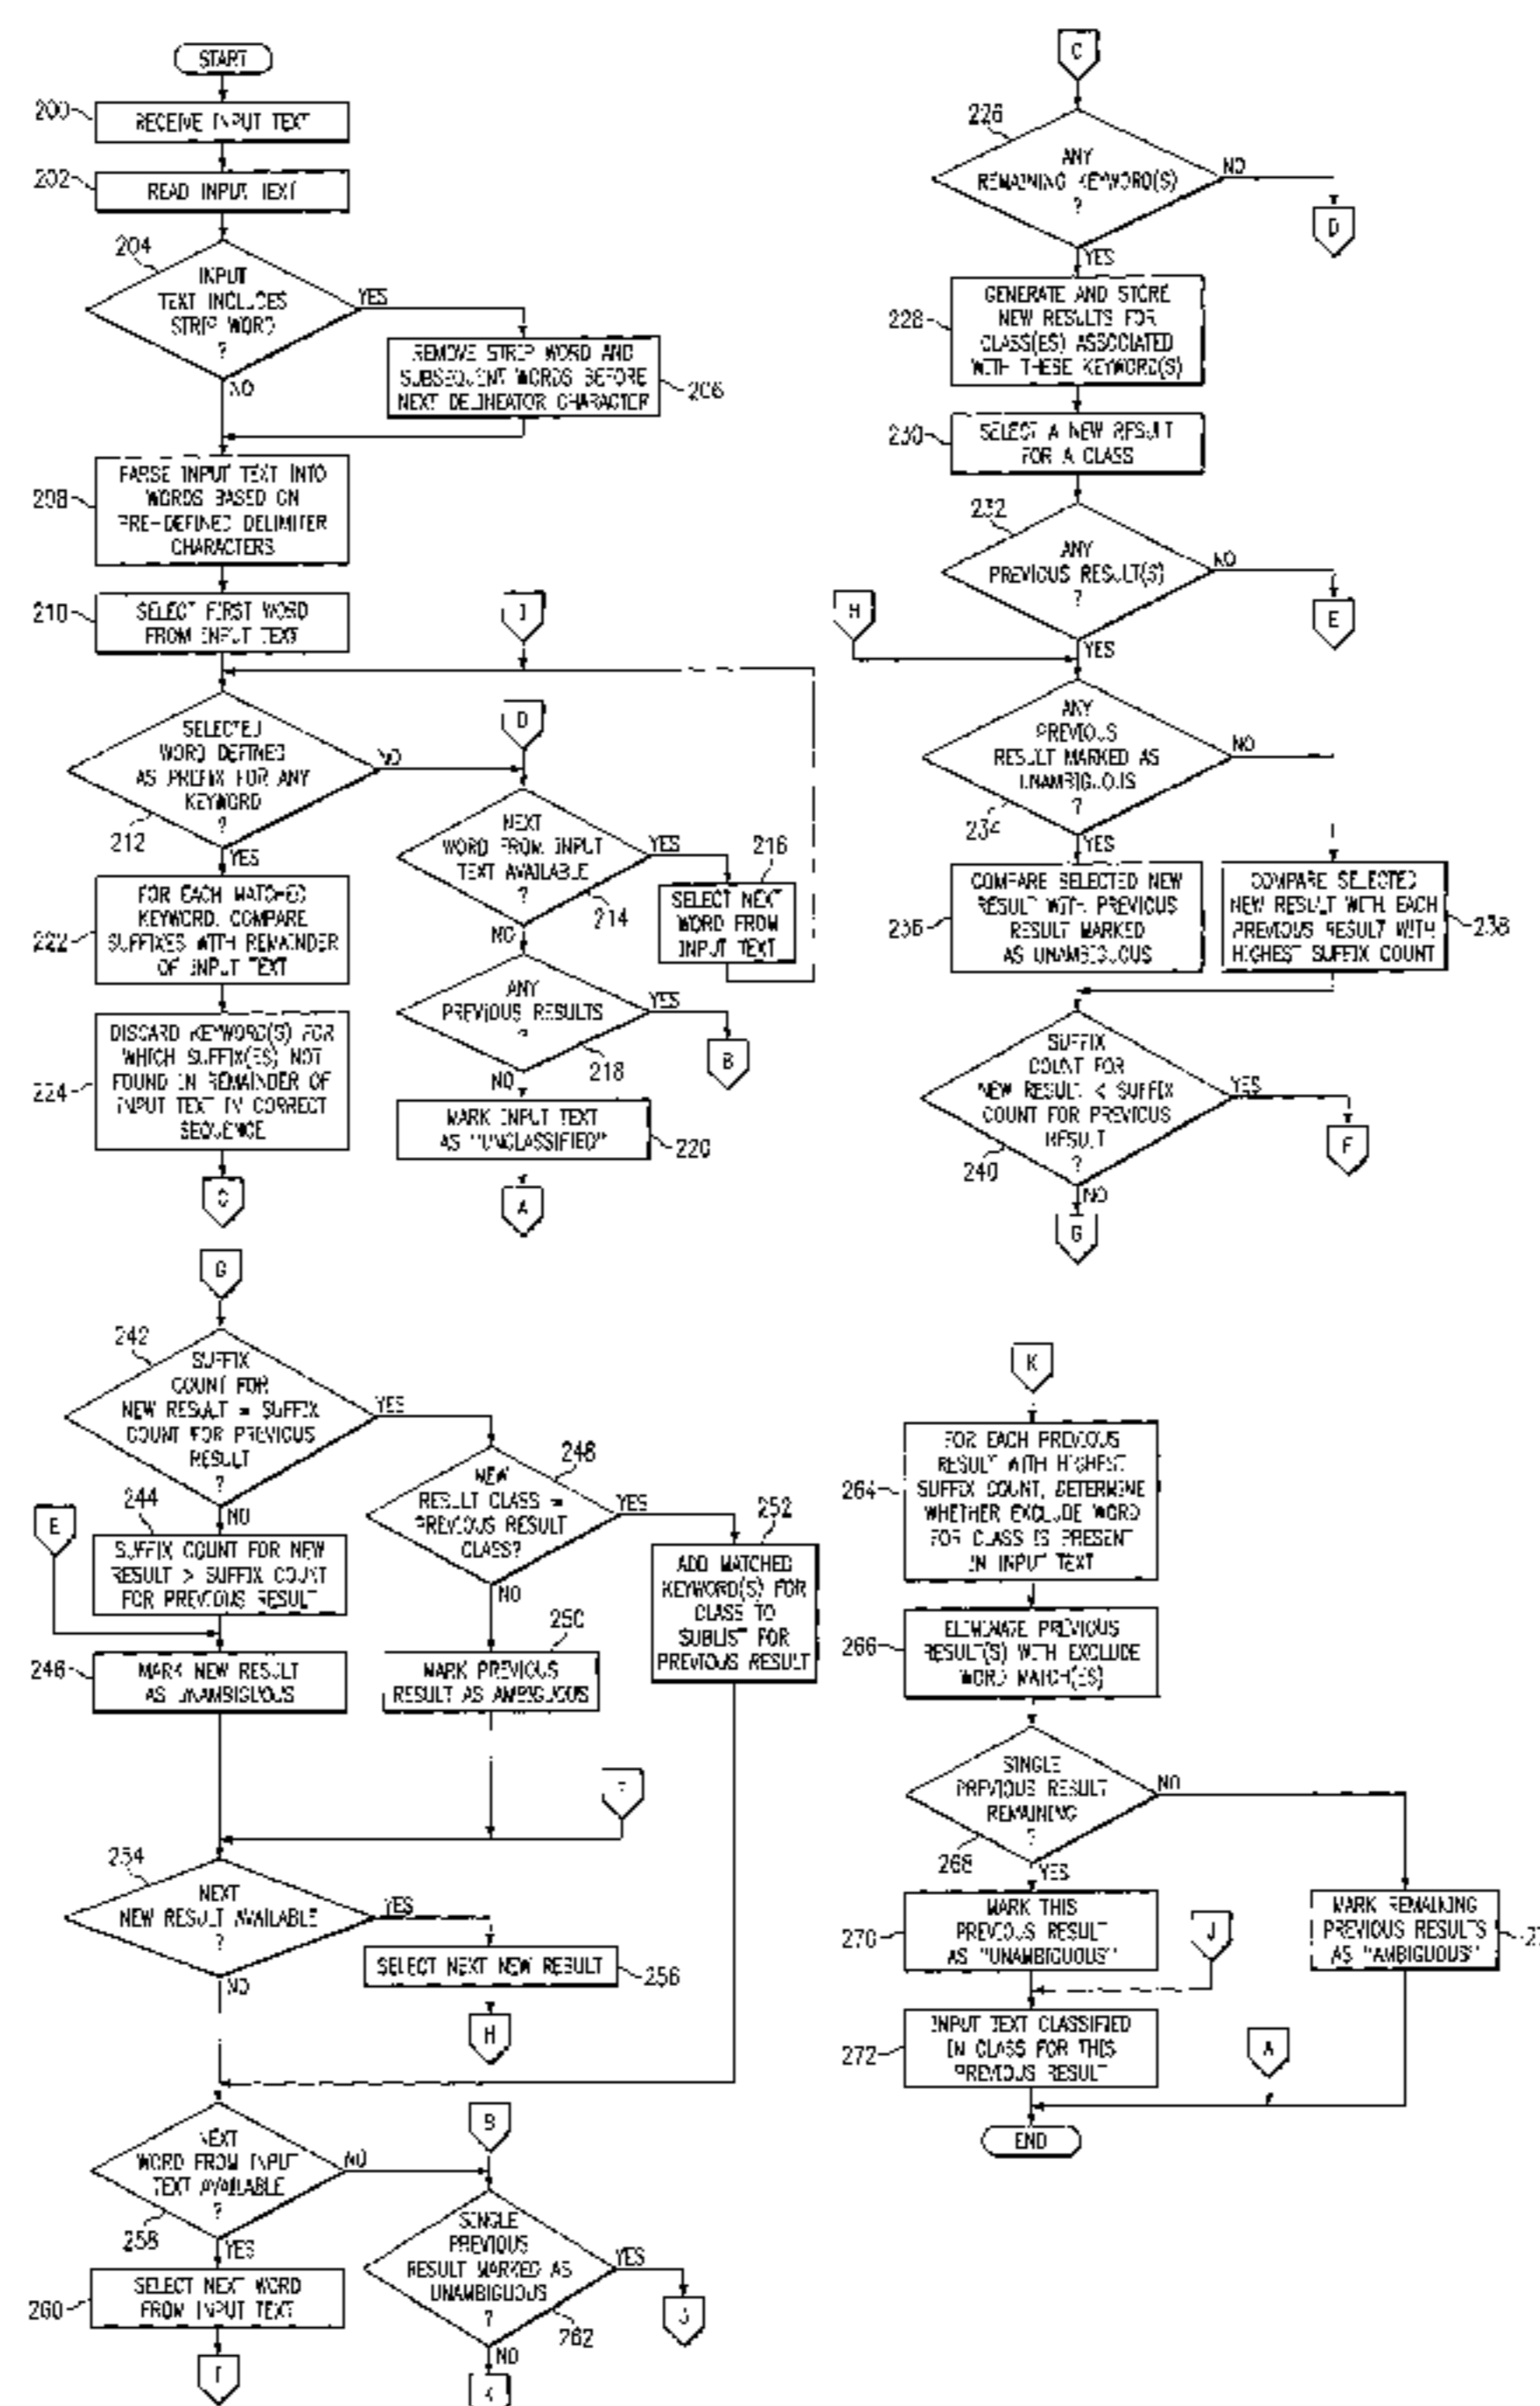 START
200
RECEIVE INPUT TEXT
202
READ INPUT TEXT
204
INPUT
TEXT INCLUDES
STRIP WORD
?
YES
NO
REMOVE STRIP WORD AND
SUBSEQUENT WORDS BEFORE
NEXT DELINEATOR CHARACTER
206
208
PARSE INPUT TEXT INTO
WORDS BASED ON
PRE-DEFINED DELIMITER
CHARACTERS
210
SELECT FIRST WORD
FROM INPUT TEXT
I
SELECTED
WORD DEFINED
AS PREFIX FOR ANY
KEYWORD
?
212
NO
YES
D
NEXT
WORD FROM INPUT
TEXT AVAILABLE
?
214
YES
NO
216
SELECT NEXT
WORD FROM
INPUT TEXT
222
FOR EACH MATCHED
KEYWORD, COMPARE
SUFFIXES WITH REMAINDER
OF INPUT TEXT
ANY
PREVIOUS RESULTS
?
218
YES
NO
B
224
DISCARD KEYWORD(S) FOR
WHICH SUFFIX(ES) NOT
FOUND IN REMAINDER OF
INPUT TEXT IN CORRECT
SEQUENCE
MARK INPUT TEXT
AS "UNCLASSIFIED"
220
C
A
C
226
ANY
REMAINING KEYWORD(S)
?
NO
YES
D
228
GENERATE AND STORE
NEW RESULTS FOR
CLASS(ES) ASSOCIATED
WITH THESE KEYWORD(S)
230
SELECT A NEW RESULT
FOR A CLASS
232
ANY
PREVIOUS RESULT(S)
?
NO
YES
E
H
ANY
PREVIOUS
RESULT MARKED AS
UNAMBIGUOUS
?
234
NO
YES
236
COMPARE SELECTED NEW
RESULT WITH PREVIOUS
RESULT MARKED
AS UNAMBIGUOUS
COMPARE SELECTED
NEW RESULT WITH EACH
PREVIOUS RESULT WITH
HIGHEST SUFFIX COUNT
238
SUFFIX
COUNT FOR
NEW RESULT < SUFFIX
COUNT FOR PREVIOUS
RESULT
?
240
YES
NO
F
G
G
242
SUFFIX
COUNT FOR
NEW RESULT = SUFFIX
COUNT FOR PREVIOUS
RESULT
?
YES
NO
E
244
SUFFIX COUNT FOR NEW
RESULT > SUFFIX COUNT
FOR PREVIOUS RESULT
248
NEW
RESULT CLASS =
PREVIOUS RESULT
CLASS?
YES
NO
252
ADD MATCHED
KEYWORD(S) FOR
CLASS TO
SUBLIST FOR
PREVIOUS RESULT
246
MARK NEW RESULT
AS UNAMBIGUOUS
250
MARK PREVIOUS
RESULT AS AMBIGUOUS
254
NEXT
NEW RESULT AVAILABLE
?
YES
NO
SELECT NEXT NEW RESULT
256
H
NEXT
WORD FROM INPUT
TEXT AVAILABLE
?
258
NO
YES
B
260
SELECT NEXT WORD
FROM INPUT TEXT
I
SINGLE
PREVIOUS
RESULT MARKED AS
UNAMBIGUOUS
?
262
YES
NO
J
K
K
264
FOR EACH PREVIOUS
RESULT WITH HIGHEST
SUFFIX COUNT, DETERMINE
WHETHER EXCLUDE WORD
FOR CLASS IS PRESENT
IN INPUT TEXT
266
ELIMINATE PREVIOUS
RESULT(S) WITH EXCLUDE
WORD MATCH(ES)
SINGLE
PREVIOUS RESULT
REMAINING
?
268
NO
YES
270
MARK THIS
PREVIOUS RESULT
AS "UNAMBIGUOUS"
J
MARK REMAINING
PREVIOUS RESULTS
AS "AMBIGUOUS"
272
INPUT TEXT CLASSIFIED
IN CLASS FOR THIS
PREVIOUS RESULT
A
END